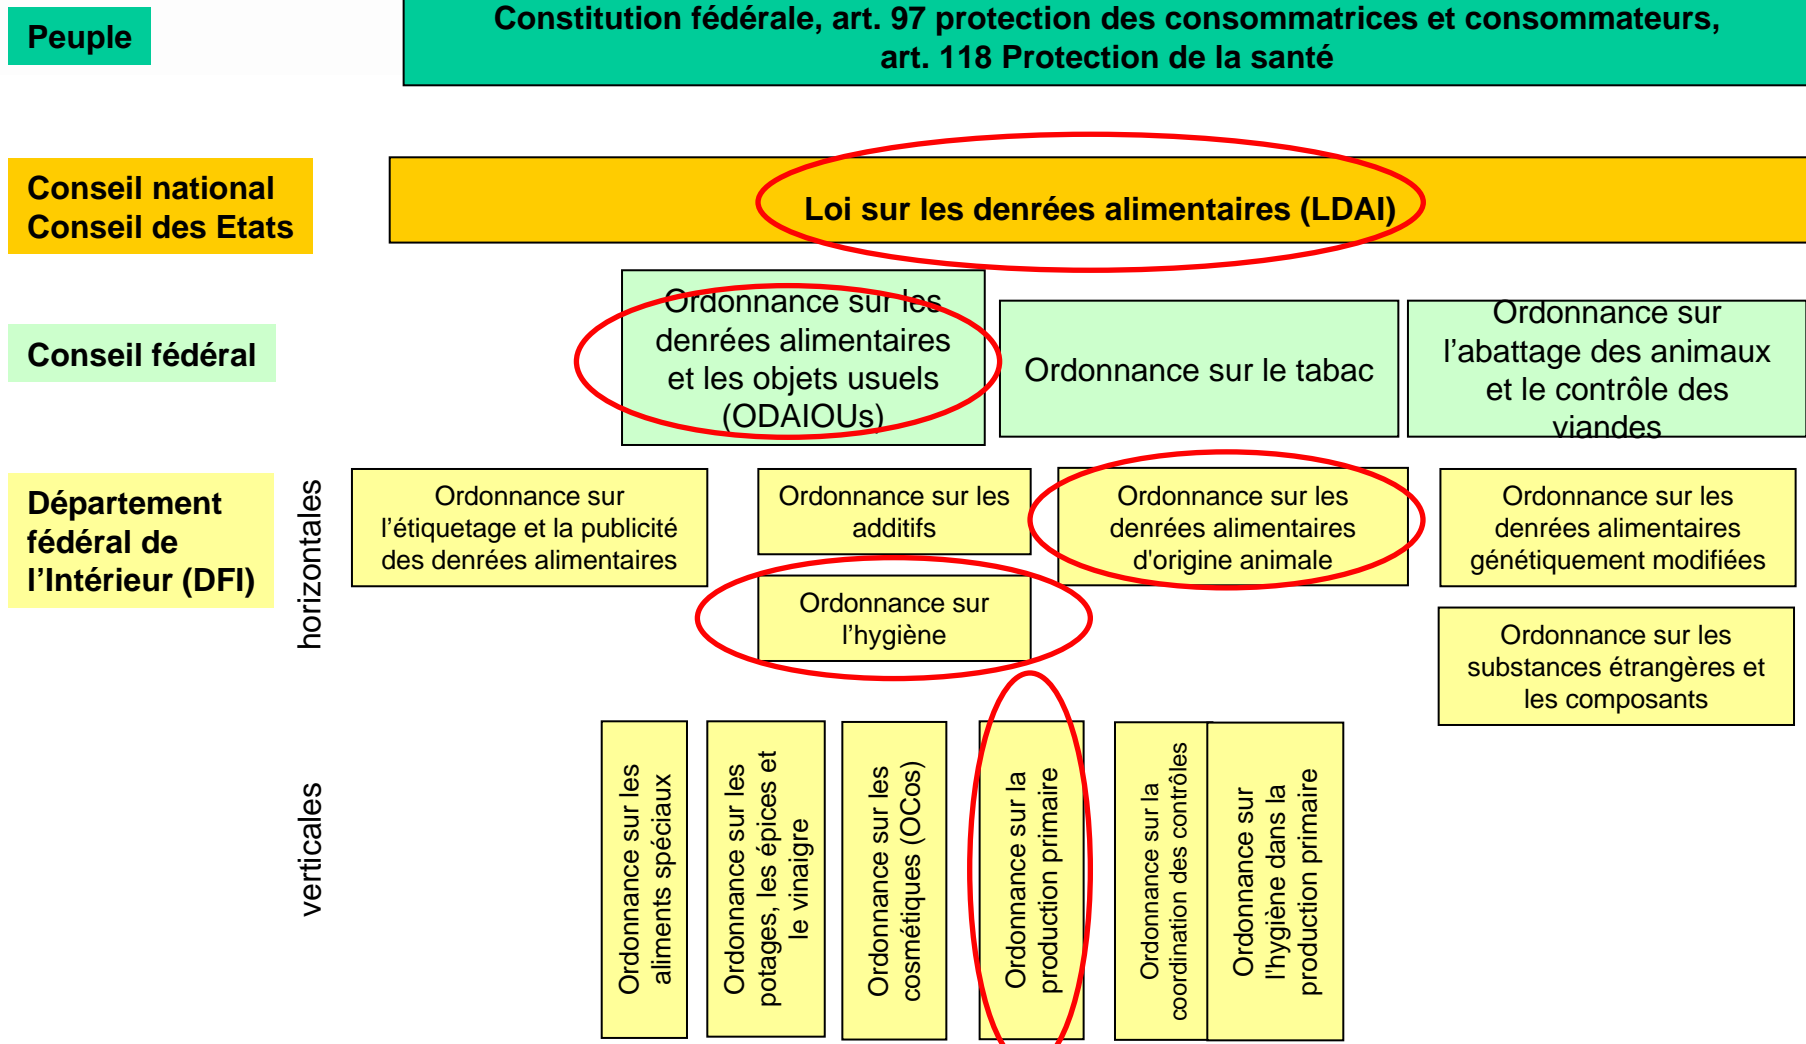 Peuple
Constitution fédérale, art. 97 protection des consommatrices et consommateurs,
art. 118 Protection de la santé
Conseil national
Conseil des Etats
Loi sur les denrées alimentaires (LDAl)
Conseil fédéral
Ordonnance sur les
denrées alimentaires
et les objets usuels
(ODAIOUs)
Ordonnance sur le tabac
Ordonnance sur
l’abattage des animaux
et le contrôle des
viandes
Département
fédéral de
l’Intérieur (DFI)
horizontales
Ordonnance sur
l’étiquetage et la publicité
des denrées alimentaires
Ordonnance sur les
additifs
Ordonnance sur les
denrées alimentaires
d'origine animale
Ordonnance sur les
denrées alimentaires
génétiquement modifiées
Ordonnance sur
l’hygiène
Ordonnance sur les
substances étrangères et
les composants
verticales
Ordonnance sur les
aliments spéciaux
Ordonnance sur les
potages, les épices et
le vinaigre
Ordonnance sur les
cosmétiques (OCos)
Ordonnance sur la
production primaire
Ordonnance sur la
coordination des contrôles
Ordonnance sur
l'hygiène dans la
production primaire